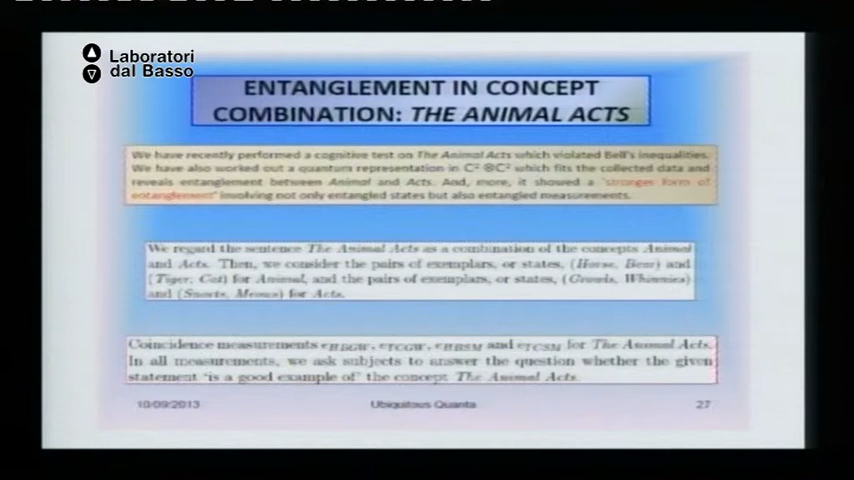 Laboratori
dal Basso
ENTANGLEMENT IN CONCEPT
COMBINATION: THE ANIMAL ACTS
We have recently performed a cognitive test on The Animal Acts which violated Bell's inequalities.
We have also worked out a quantum representation in C² ⊗C² which fits the collected data and
reveals entanglement between Animal and Acts. And, more, it showed a "stronger form of
entanglement" involving not only entangled states but also entangled measurements.
We regard the sentence The Animal Acts as a combination of the concepts Animal
and Acts. Then, we consider the pairs of exemplars, or states, (Horse, Bear) and
(Tiger, Cat) for Animal, and the pairs of exemplars, or states, (Growls, Whinnies)
and (Snorts, Meows) for Acts.
Coincidence measurements eHBGW, eTCGW, eHBSM and eTCSM for The Animal Acts.
In all measurements, we ask subjects to answer the question whether the given
statement 'is a good example of' the concept The Animal Acts.
10/09/2013
Ubiquitous Quanta
27